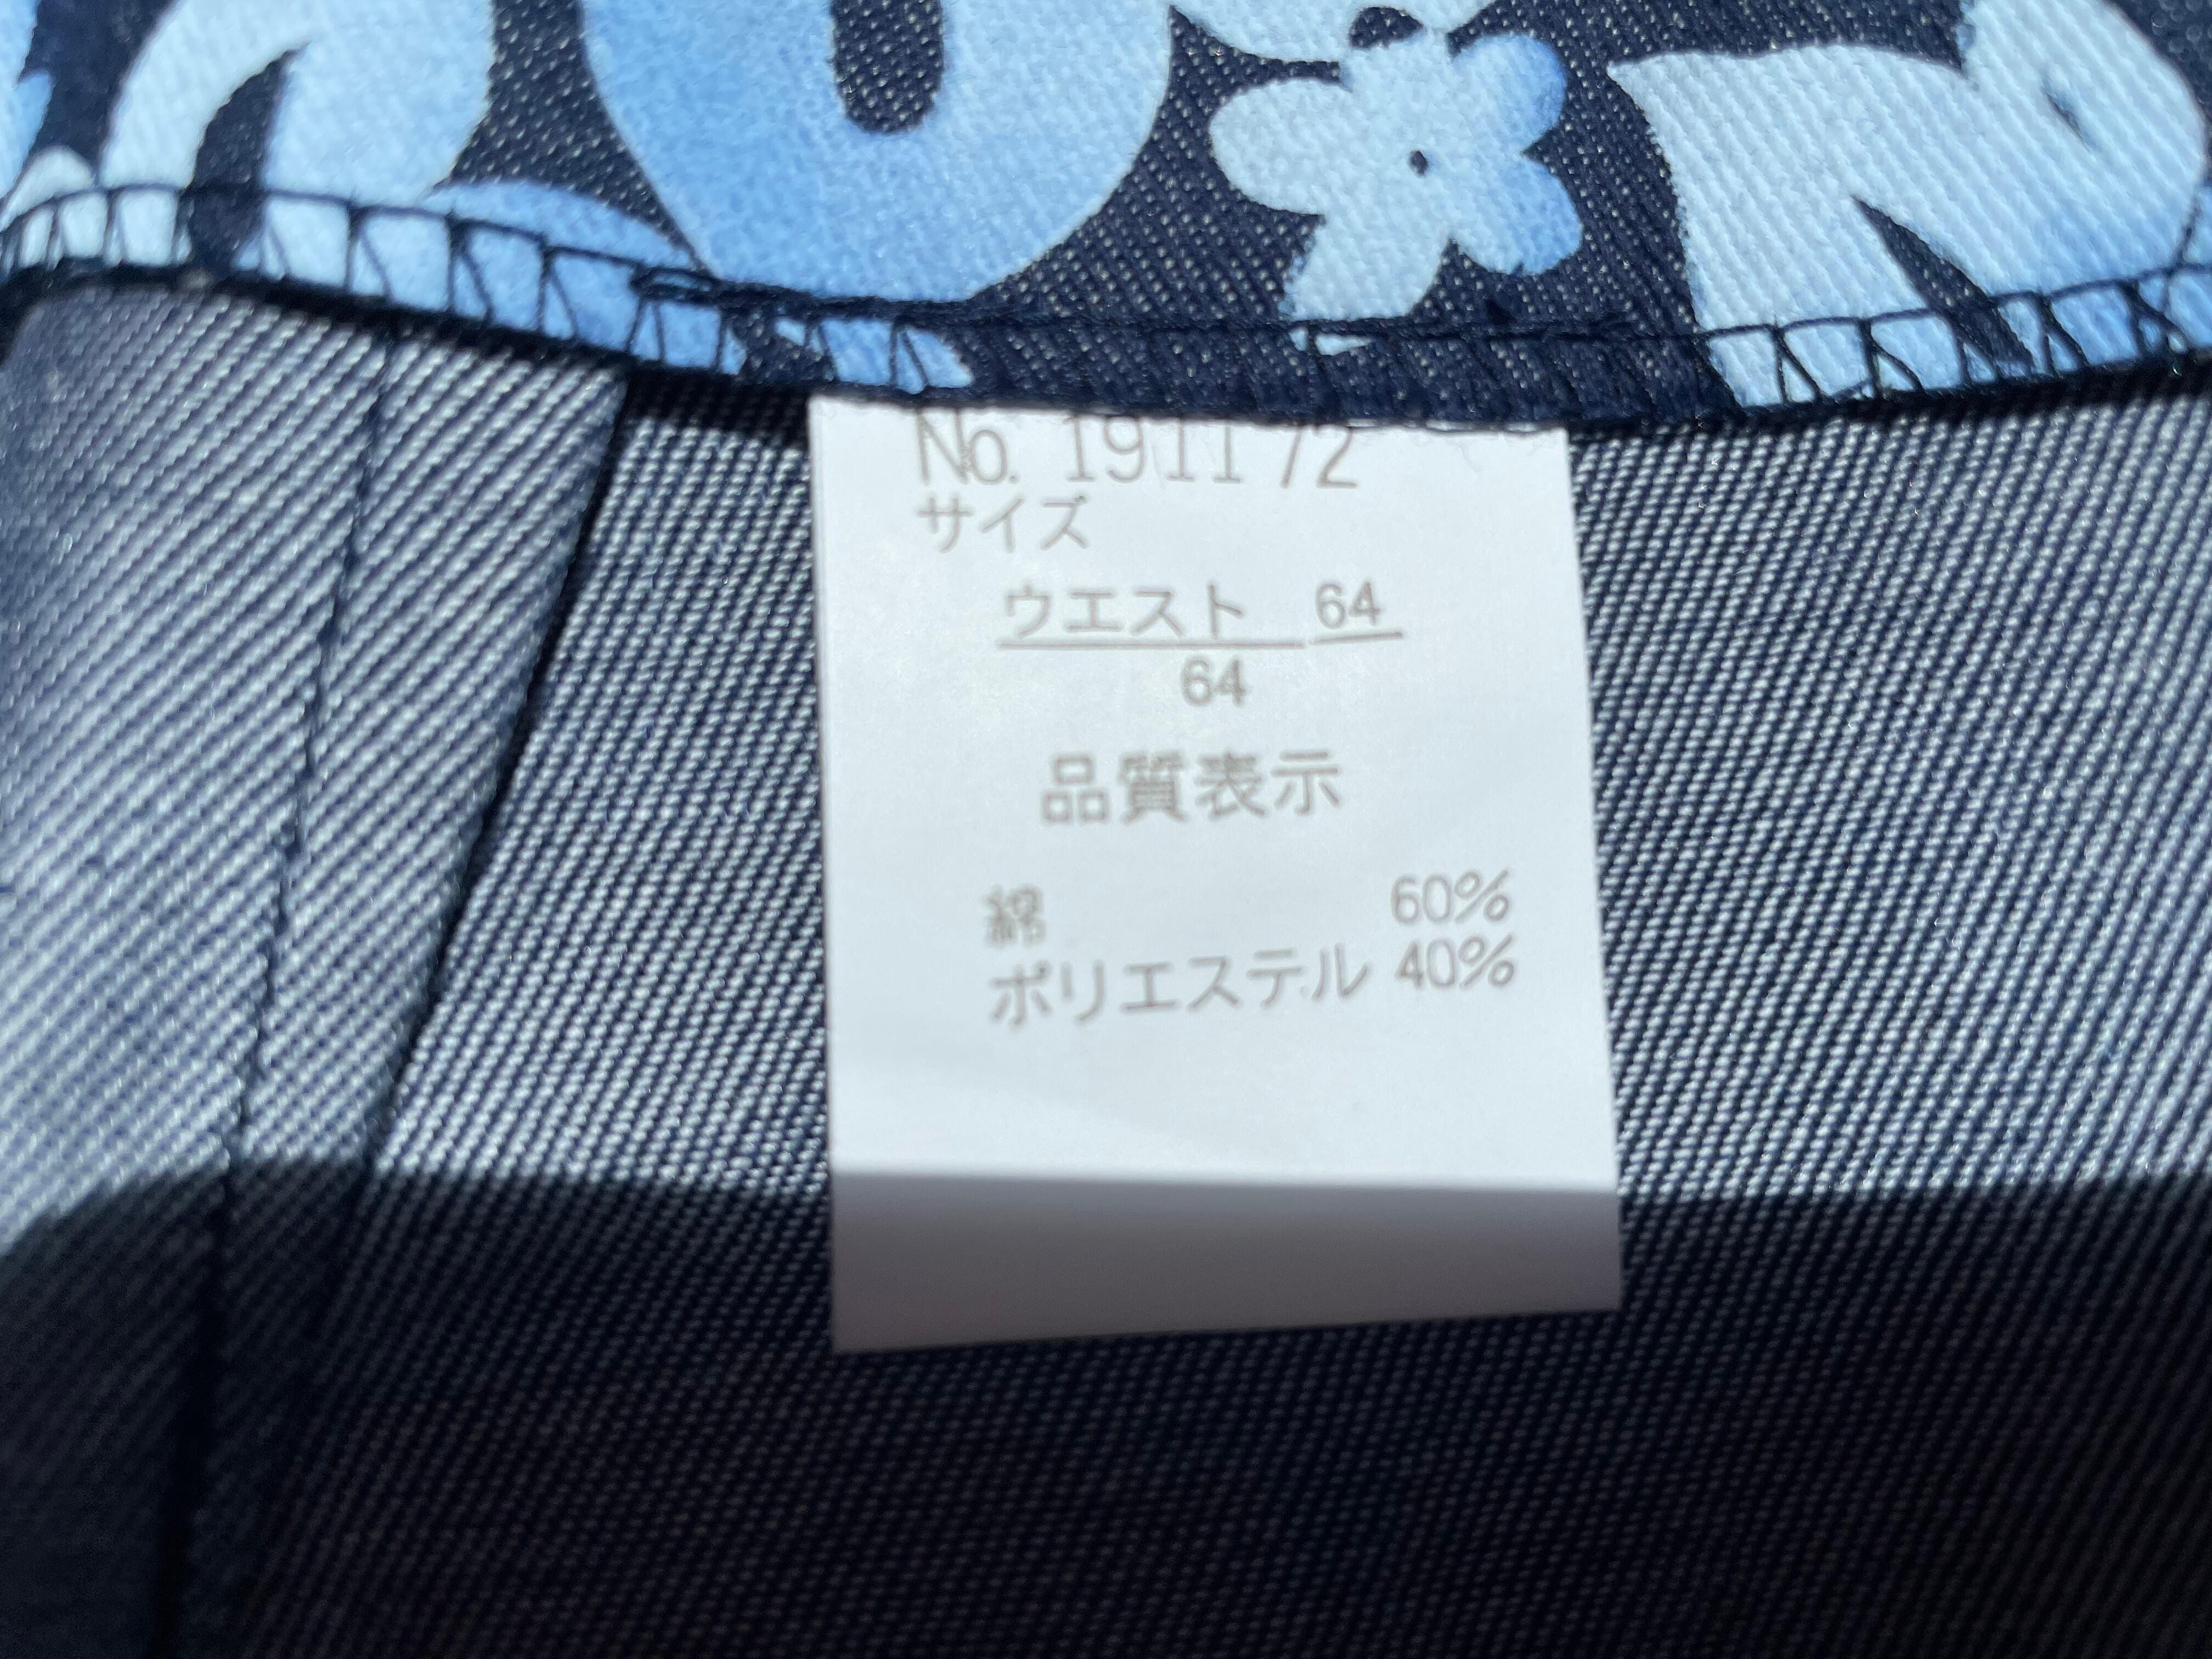 No. 191172
サイズ
ウエスト 64
64
品質表示
綿 60%
ポリエステル 40%